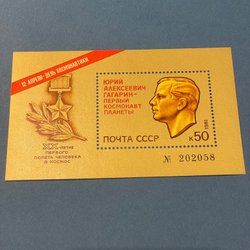 12 АПРЕЛЯ - ДЕНЬ КОСМОНАВТИКИ
ЮРИЙ
АЛЕКСЕЕВИЧ
ГАГАРИН-
ПЕРВЫЙ
КОСМОНАВТ
ПЛАНЕТЫ
ПОЧТА СССР
К50
1981
XX-ЛЕТИЕ
ПЕРВОГО
ПОЛЕТА ЧЕЛОВЕКА
В КОСМОС
№ 202058